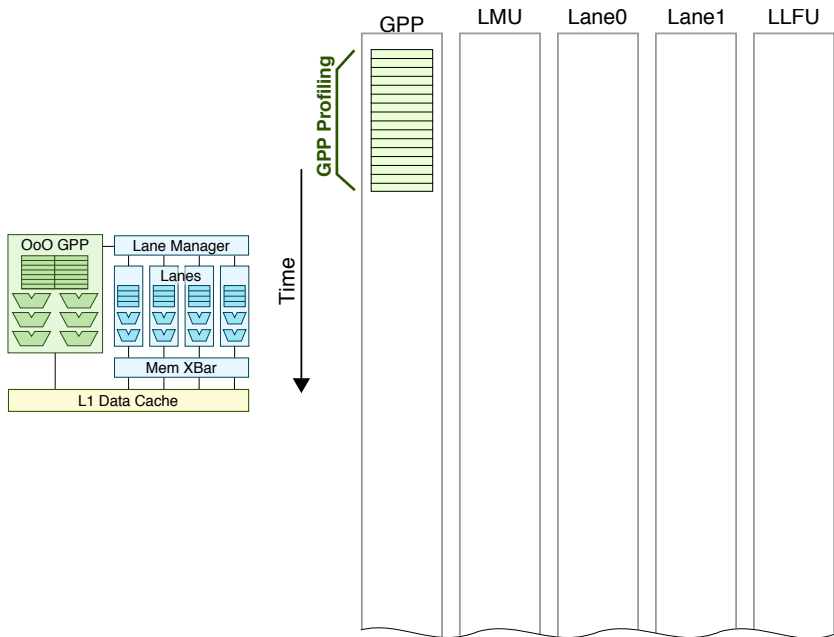 GPP
LMU
Lane0
Lane1
LLFU
GPP Profiling
Time
OoO GPP
Lane Manager
Lanes
Mem XBar
L1 Data Cache